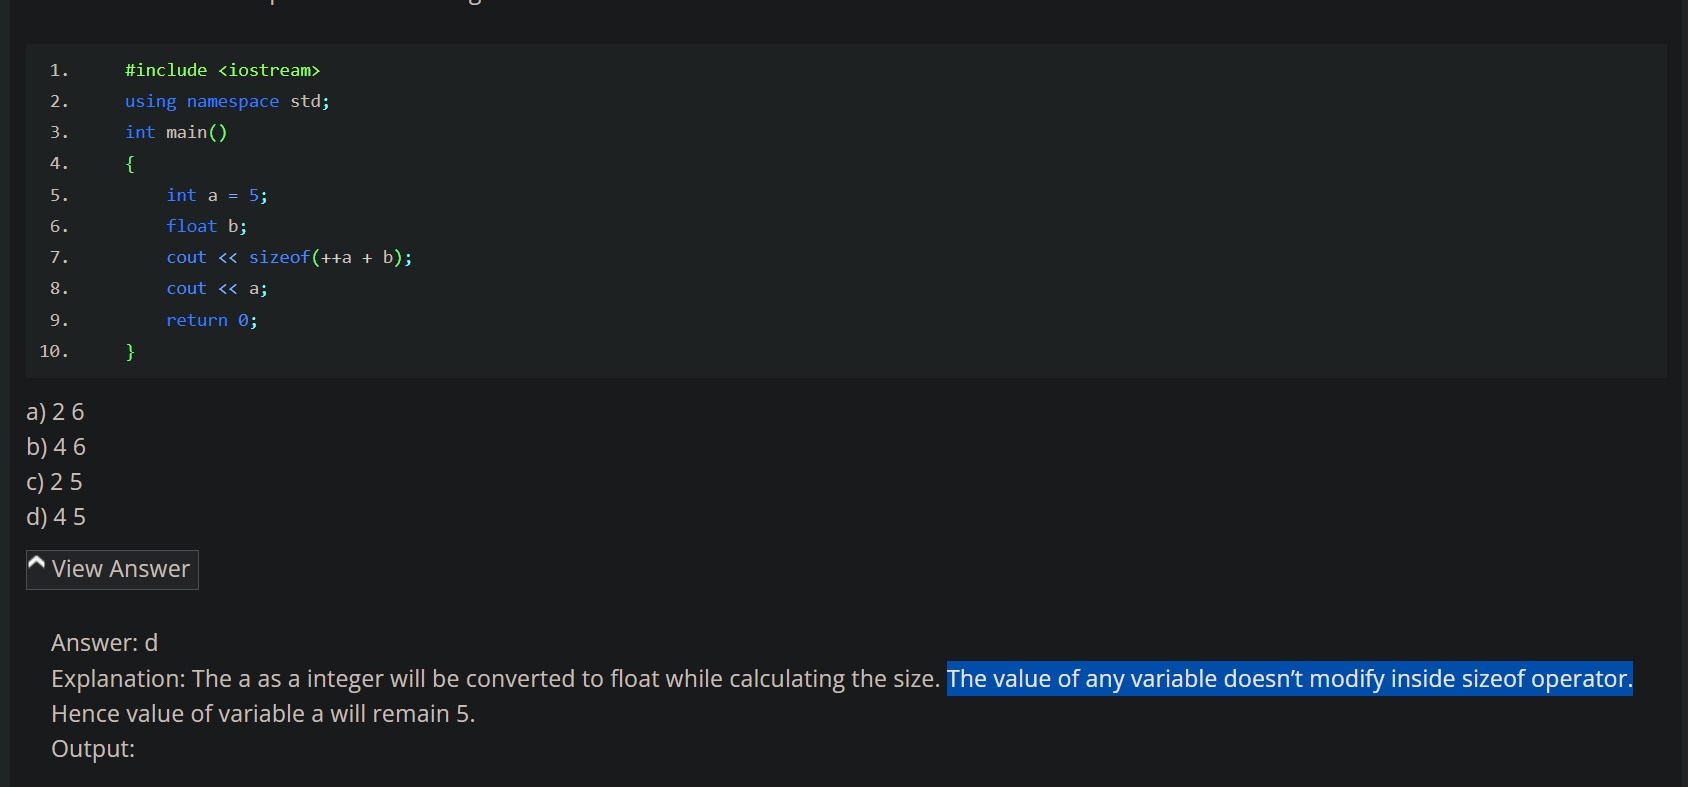 1. #include <iostream>
2. using namespace std;
3. int main()
4. {
5. int a = 5;
6. float b;
7. cout << sizeof(++a + b);
8. cout << a;
9. return 0;
10. }
a) 2 6
b) 4 6
c) 2 5
d) 4 5
View Answer
Answer: d
Explanation: The a as a integer will be converted to float while calculating the size. The value of any variable doesn’t modify inside sizeof operator.
Hence value of variable a will remain 5.
Output: